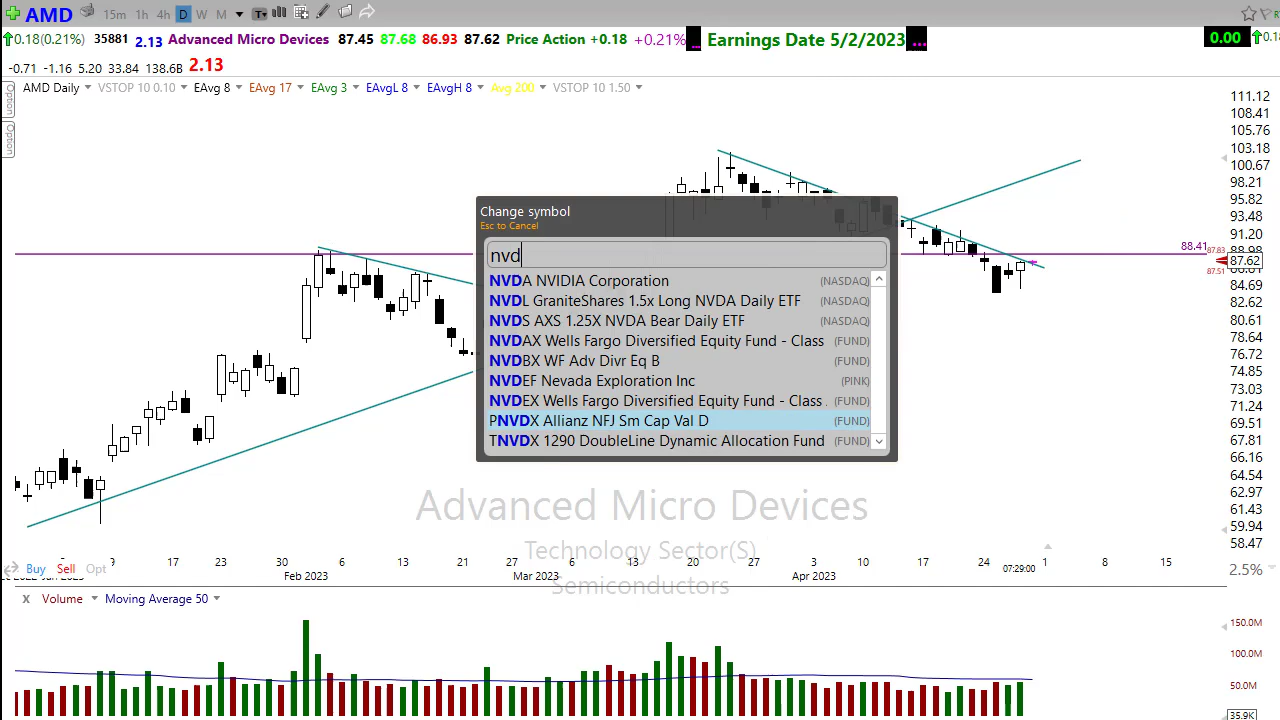 AMD 15m 1h 4h D W M T
0.18(0.21%) 35881 2.13 Advanced Micro Devices 87.45 87.68 86.93 87.62 Price Action +0.18 +0.21% ... Earnings Date 5/2/2023 ... 0.00 0.18
-0.71 -1.16 5.20 33.84 138.6B 2.13
Option
Option
AMD Daily VSTOP 10 0.10 EAvg 8 EAvg 17 EAvg 3 EAvgL 8 EAvgH 8 Avg 200 VSTOP 10 1.50
Change symbol
Esc to Cancel
nvd
NVDA NVIDIA Corporation (NASDAQ)
NVDL GraniteShares 1.5x Long NVDA Daily ETF (NASDAQ)
NVDS AXS 1.25X NVDA Bear Daily ETF (NASDAQ)
NVDAX Wells Fargo Diversified Equity Fund - Class (FUND)
NVDBX WF Adv Divr Eq B (FUND)
NVDEF Nevada Exploration Inc (PINK)
NVDEX Wells Fargo Diversified Equity Fund - Class (FUND)
PNVDX Allianz NFJ Sm Cap Val D (FUND)
TNVDX 1290 DoubleLine Dynamic Allocation Fund (FUND)
111.12
108.41
105.76
103.18
100.67
98.21
95.82
93.48
91.20
88.41
87.83
87.62
87.51
84.69
82.62
80.61
78.64
76.72
74.85
73.03
71.24
69.51
67.81
66.16
64.54
62.97
61.43
59.94
58.47
Advanced Micro Devices
Technology Sector(S)
Semiconductors
9 17 23 30 6 13 21 27 6 13 20 27 3 10 17 24 1 8 15
Feb 2023 Mar 2023 Apr 2023 07:29:00
Buy Sell Opt
2.5%
X Volume Moving Average 50
150.0M
100.0M
50.0M
35.9K